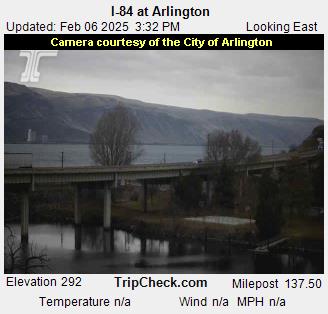 I-84 at Arlington
Updated: Feb 06 2025 3:32 PM Looking East
Camera courtesy of the City of Arlington
Elevation 292 TripCheck.com Milepost 137.50
Temperature n/a Wind n/a MPH n/a